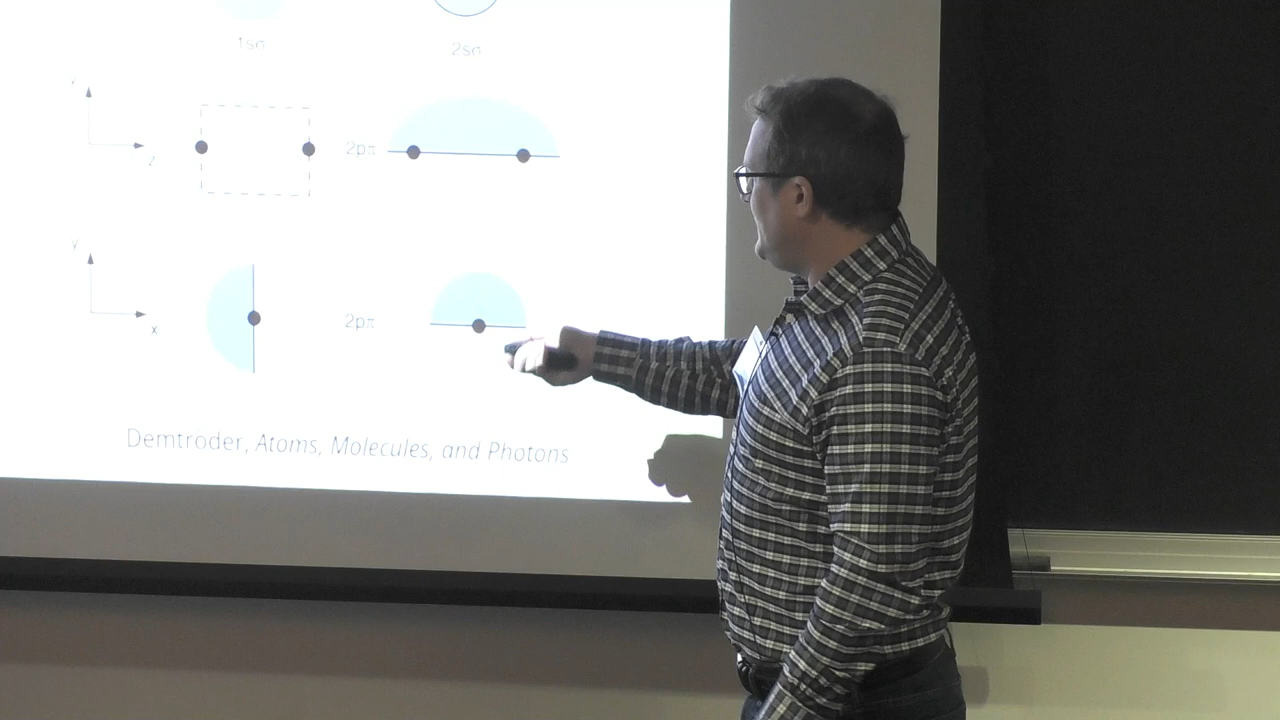 1sσ 2sσ
y
2pπ
z
y
2pπ
x
Demtroder, Atoms, Molecules, and Photons